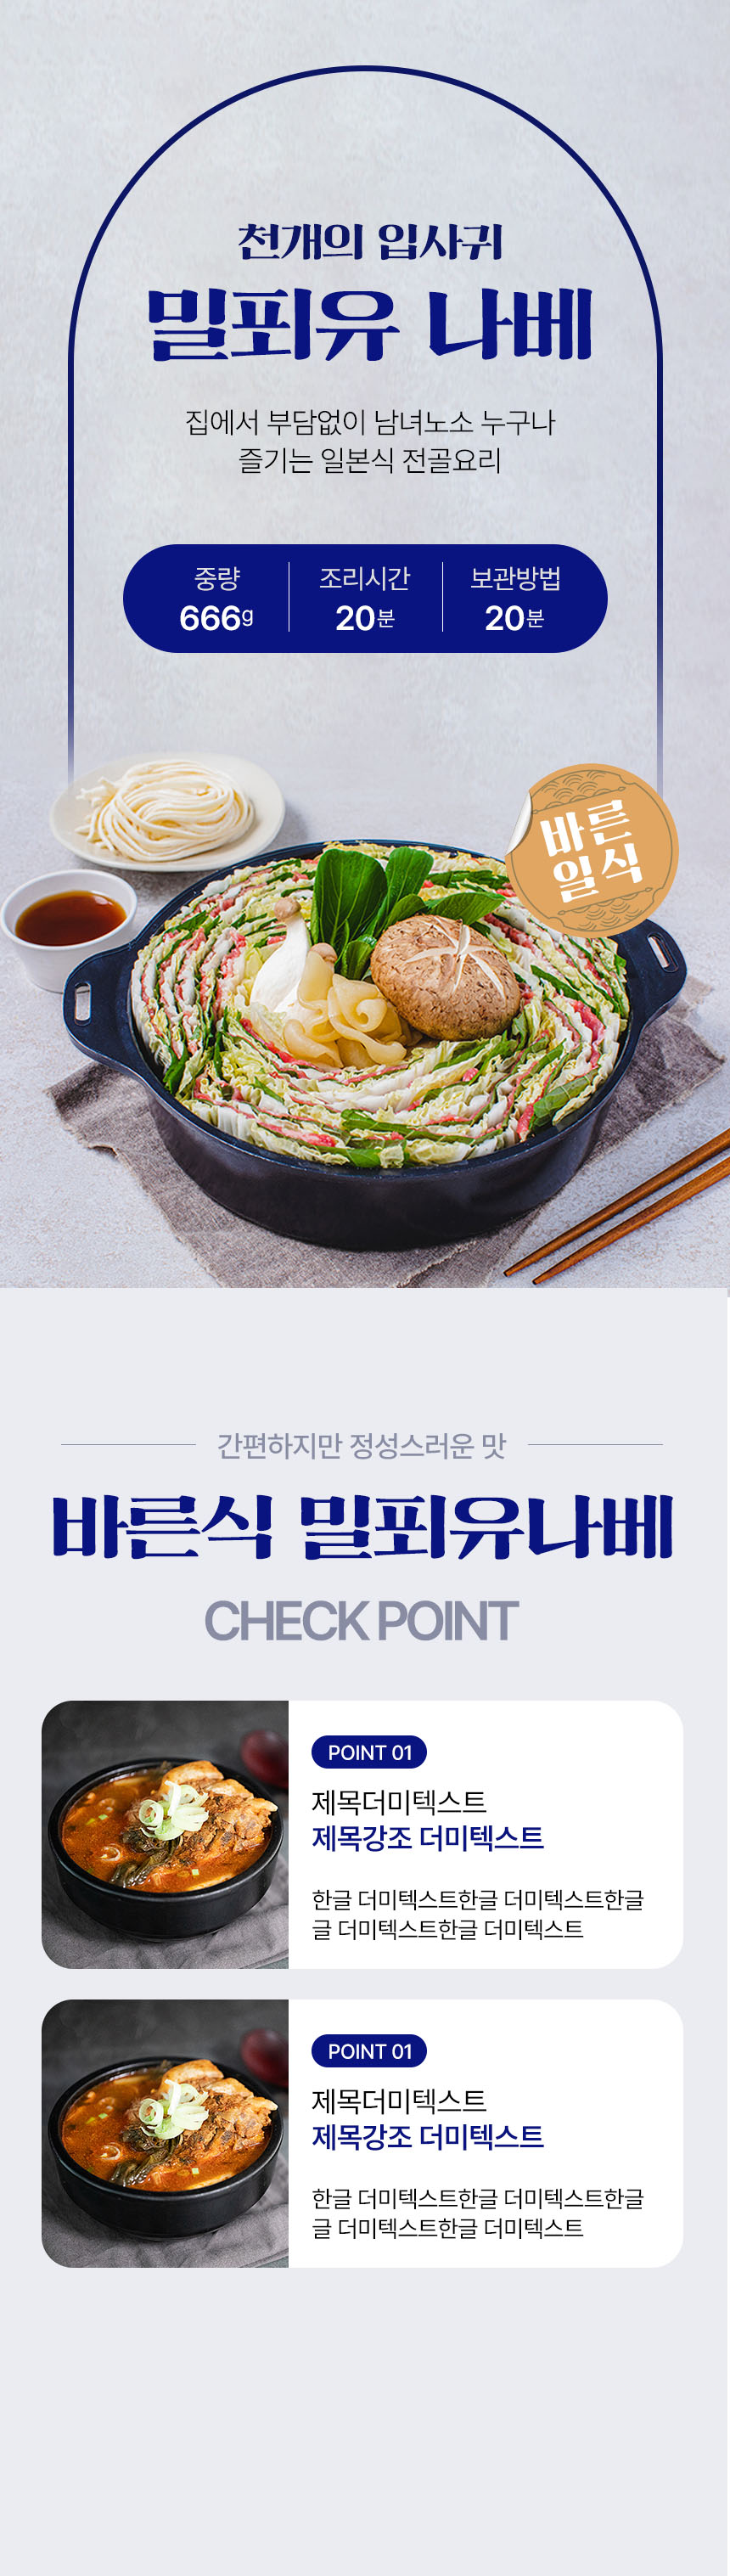 천개의 입사귀
밀푀유 나베
집에서 부담없이 남녀노소 누구나
즐기는 일본식 전골요리
중량
666g
조리시간
20분
보관방법
20분
바른
일식
간편하지만 정성스러운 맛
바른식 밀푀유나베
CHECK POINT
POINT 01
제목더미텍스트
제목강조 더미텍스트
한글 더미텍스트한글 더미텍스트한글
글 더미텍스트한글 더미텍스트
POINT 01
제목더미텍스트
제목강조 더미텍스트
한글 더미텍스트한글 더미텍스트한글
글 더미텍스트한글 더미텍스트